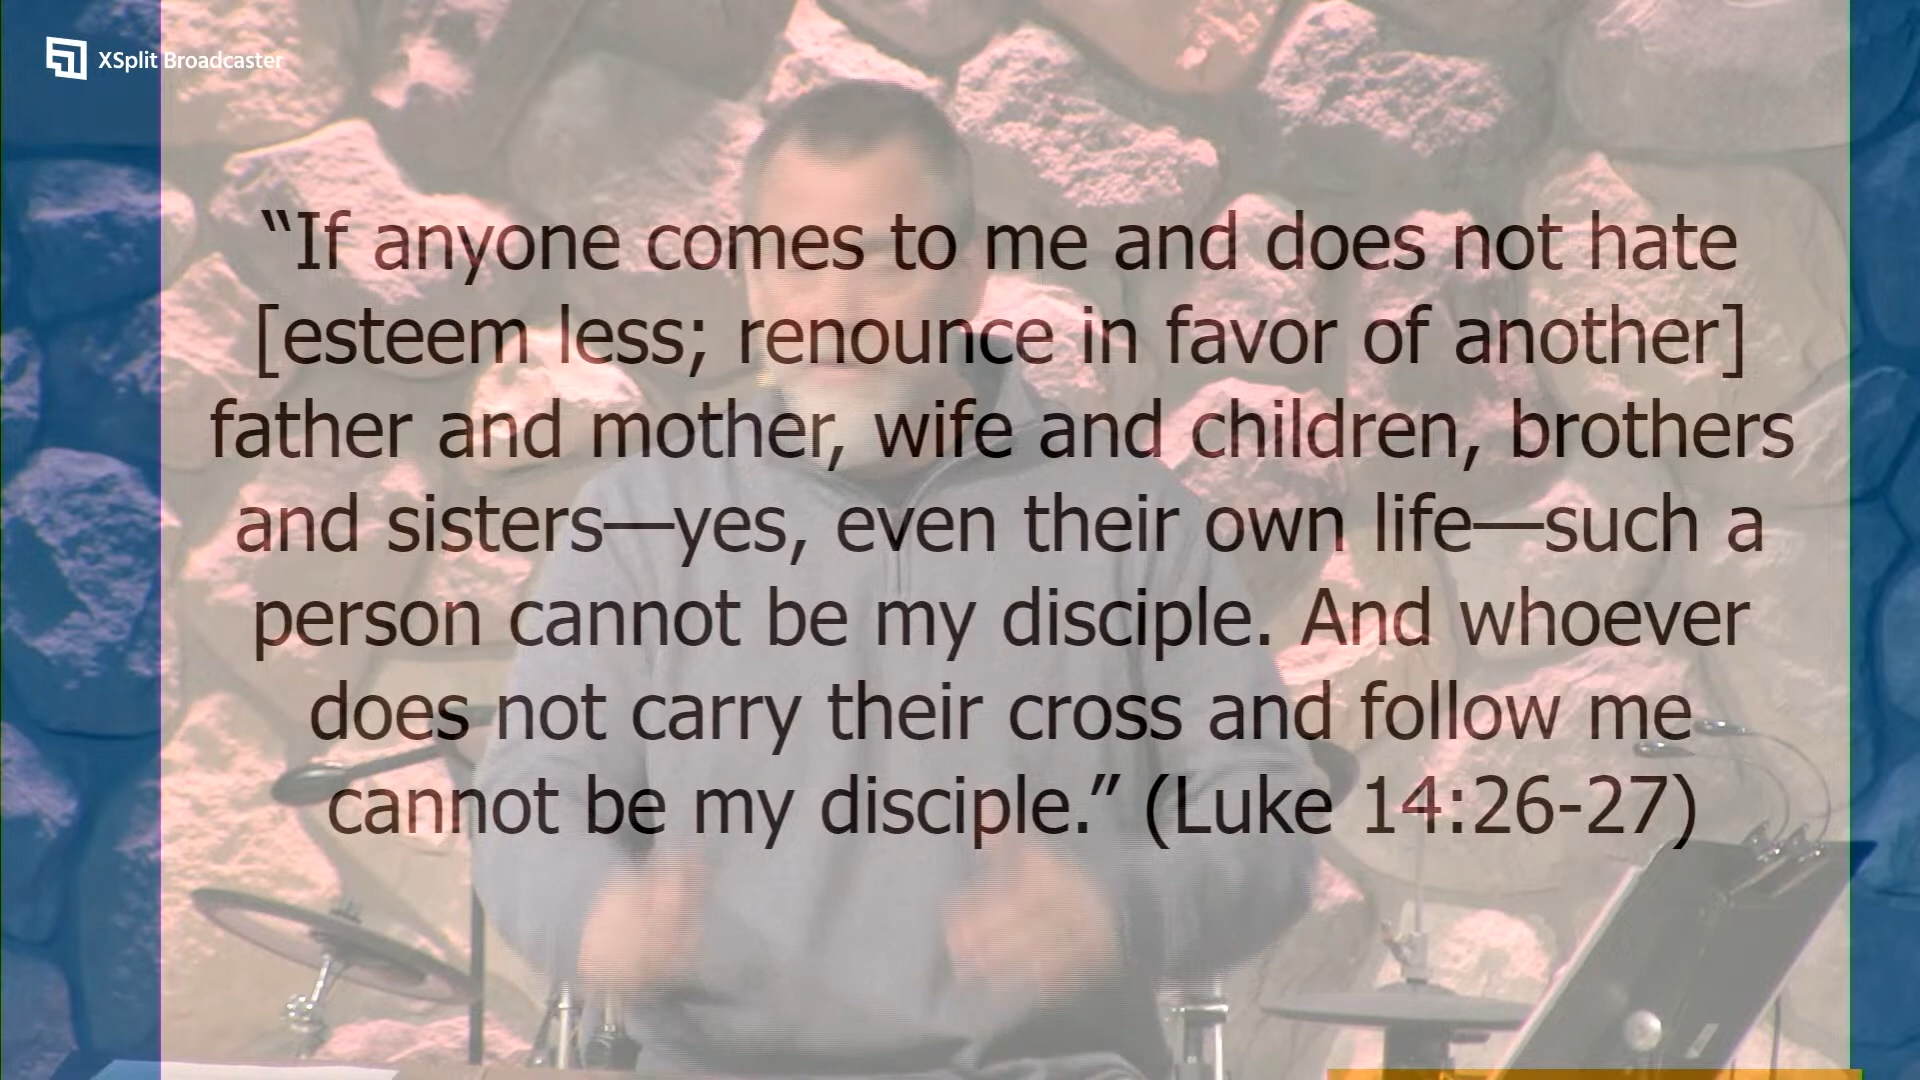 XSplit Broadcaster
“If anyone comes to me and does not hate
[esteem less; renounce in favor of another]
father and mother, wife and children, brothers
and sisters—yes, even their own life—such a
person cannot be my disciple. And whoever
does not carry their cross and follow me
cannot be my disciple.” (Luke 14:26-27)